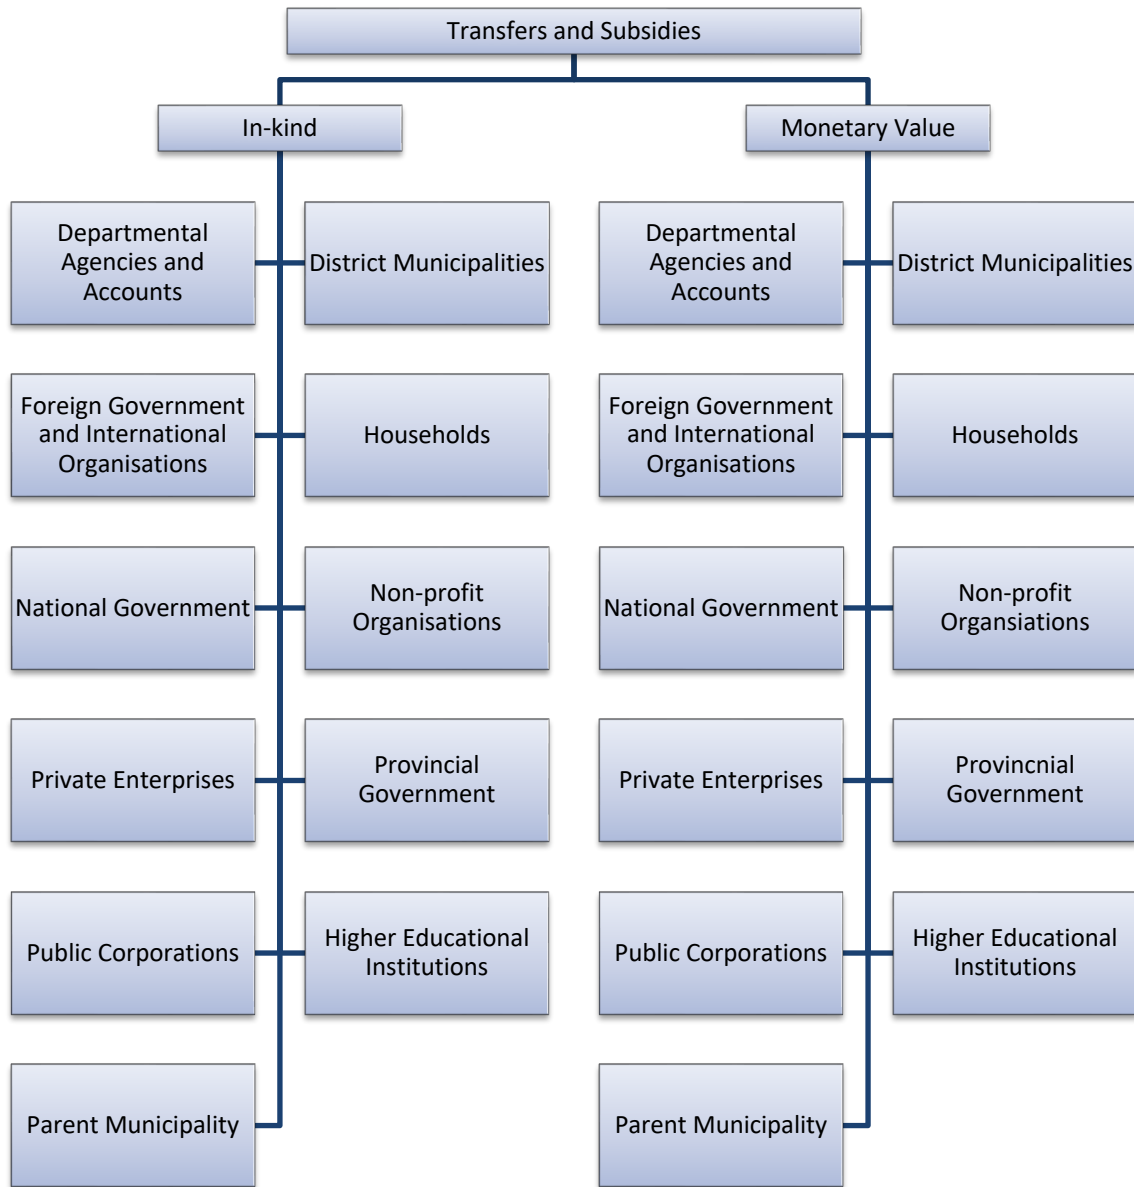 Transfers and Subsidies
In-kind
Monetary Value
Departmental
Agencies and
Accounts
District Municipalities
Departmental
Agencies and
Accounts
District Municipalities
Foreign Government
and International
Organisations
Households
Foreign Government
and International
Organisations
Households
National Government
Non-profit
Organisations
National Government
Non-profit
Organsiations
Private Enterprises
Provincial
Government
Private Enterprises
Provincnial
Government
Public Corporations
Higher Educational
Institutions
Public Corporations
Higher Educational
Institutions
Parent Municipality
Parent Municipality